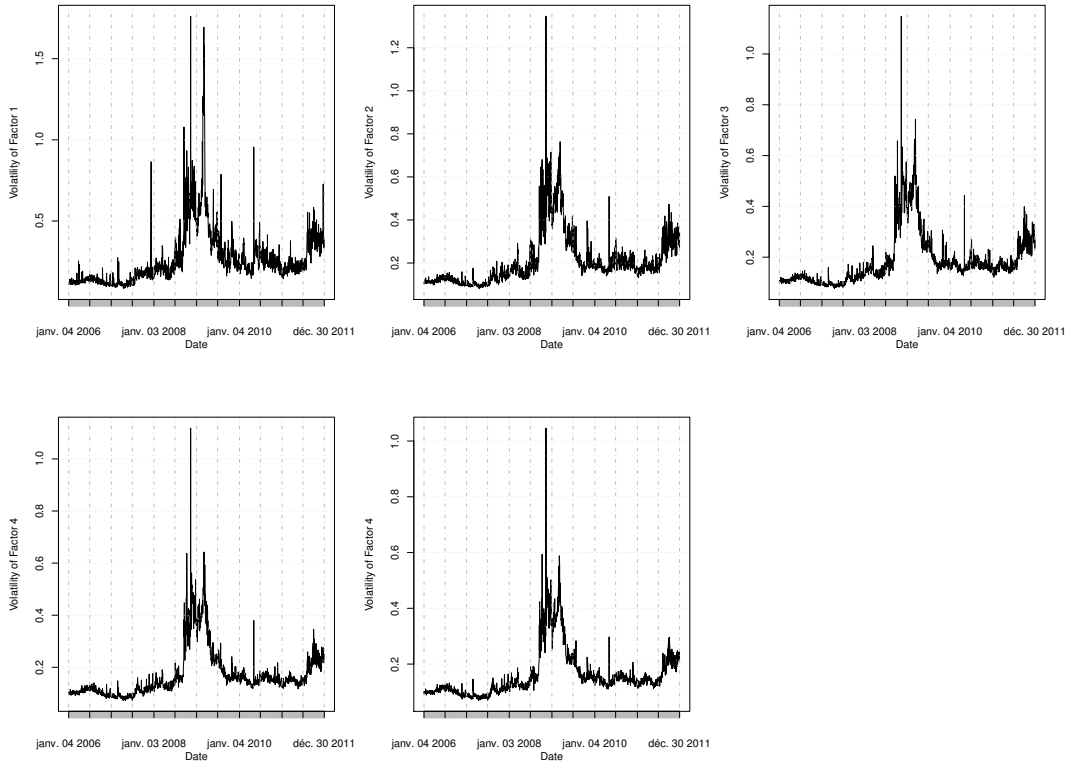 Volatility of Factor 1
0.5 1.0 1.5
janv. 04 2006 janv. 03 2008 janv. 04 2010 déc. 30 2011
Date
Volatility of Factor 2
0.2 0.4 0.6 0.8 1.0 1.2
janv. 04 2006 janv. 03 2008 janv. 04 2010 déc. 30 2011
Date
Volatility of Factor 3
0.2 0.4 0.6 0.8 1.0
janv. 04 2006 janv. 03 2008 janv. 04 2010 déc. 30 2011
Date
Volatility of Factor 4
0.2 0.4 0.6 0.8 1.0
janv. 04 2006 janv. 03 2008 janv. 04 2010 déc. 30 2011
Date
Volatility of Factor 4
0.2 0.4 0.6 0.8 1.0
janv. 04 2006 janv. 03 2008 janv. 04 2010 déc. 30 2011
Date